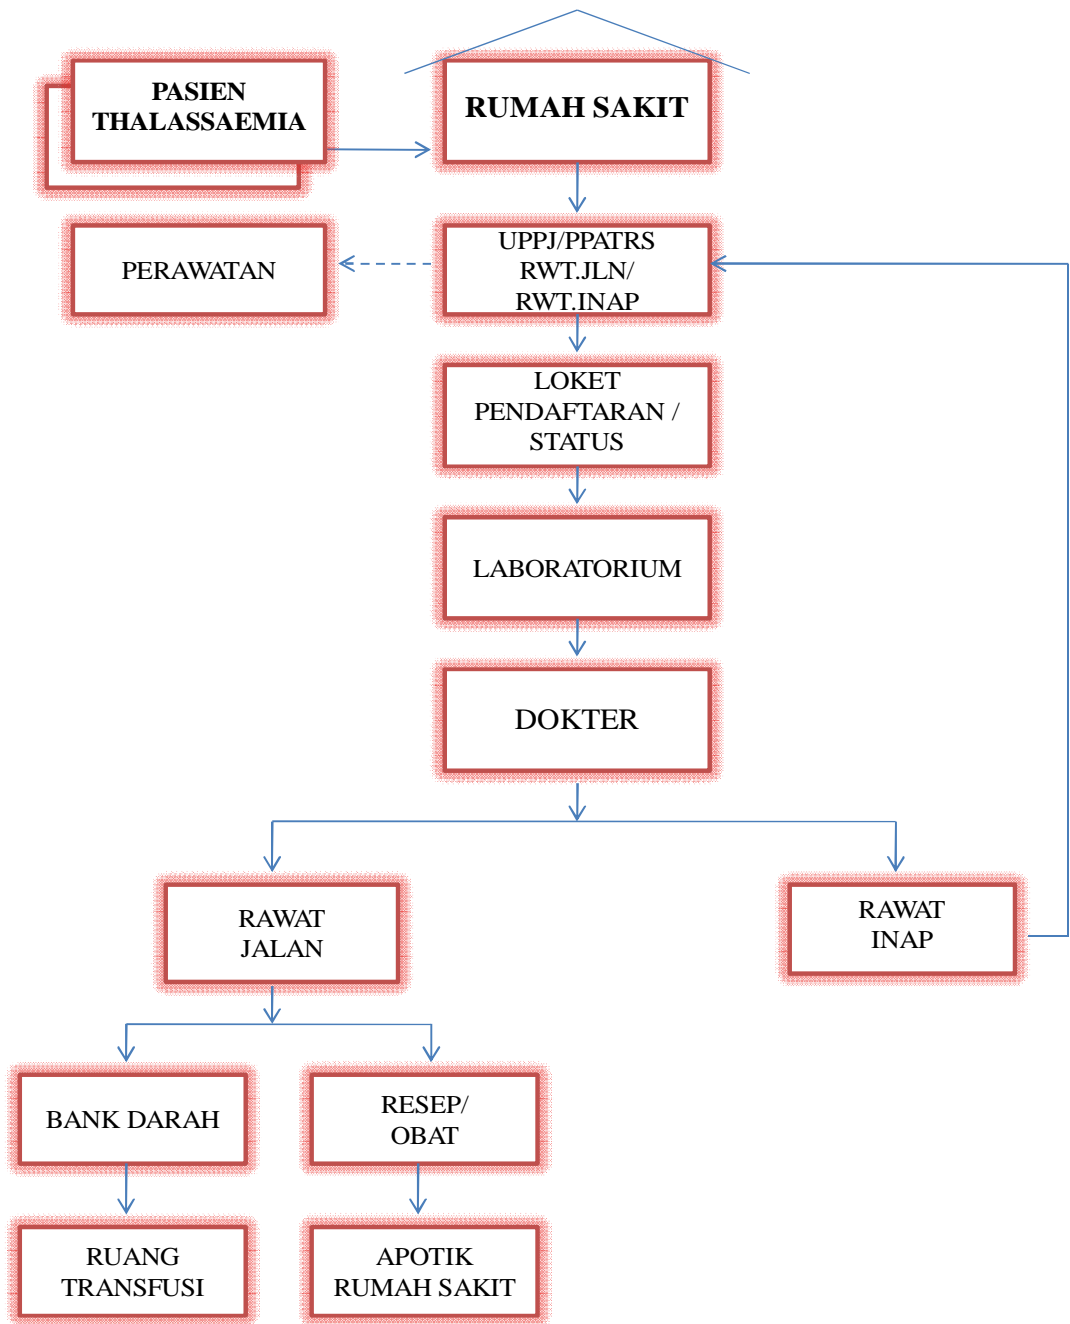 PASIEN
THALASSAEMIA
RUMAH SAKIT
PERAWATAN
UPPJ/PPATRS
RWT.JLN/
RWT.INAP
LOKET
PENDAFTARAN /
STATUS
LABORATORIUM
DOKTER
RAWAT
JALAN
RAWAT
INAP
BANK DARAH
RESEP/
OBAT
RUANG
TRANSFUSI
APOTIK
RUMAH SAKIT